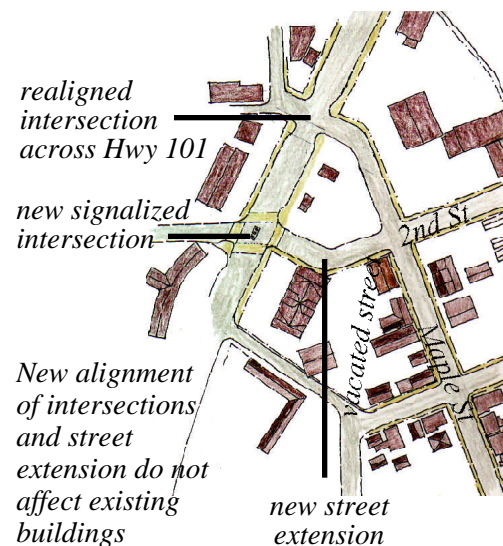 realigned
intersection
across Hwy 101
new signalized
intersection
2nd St
vacated street
Maple St
New alignment
of intersections
and street
extension do not
affect existing
buildings
new street
extension